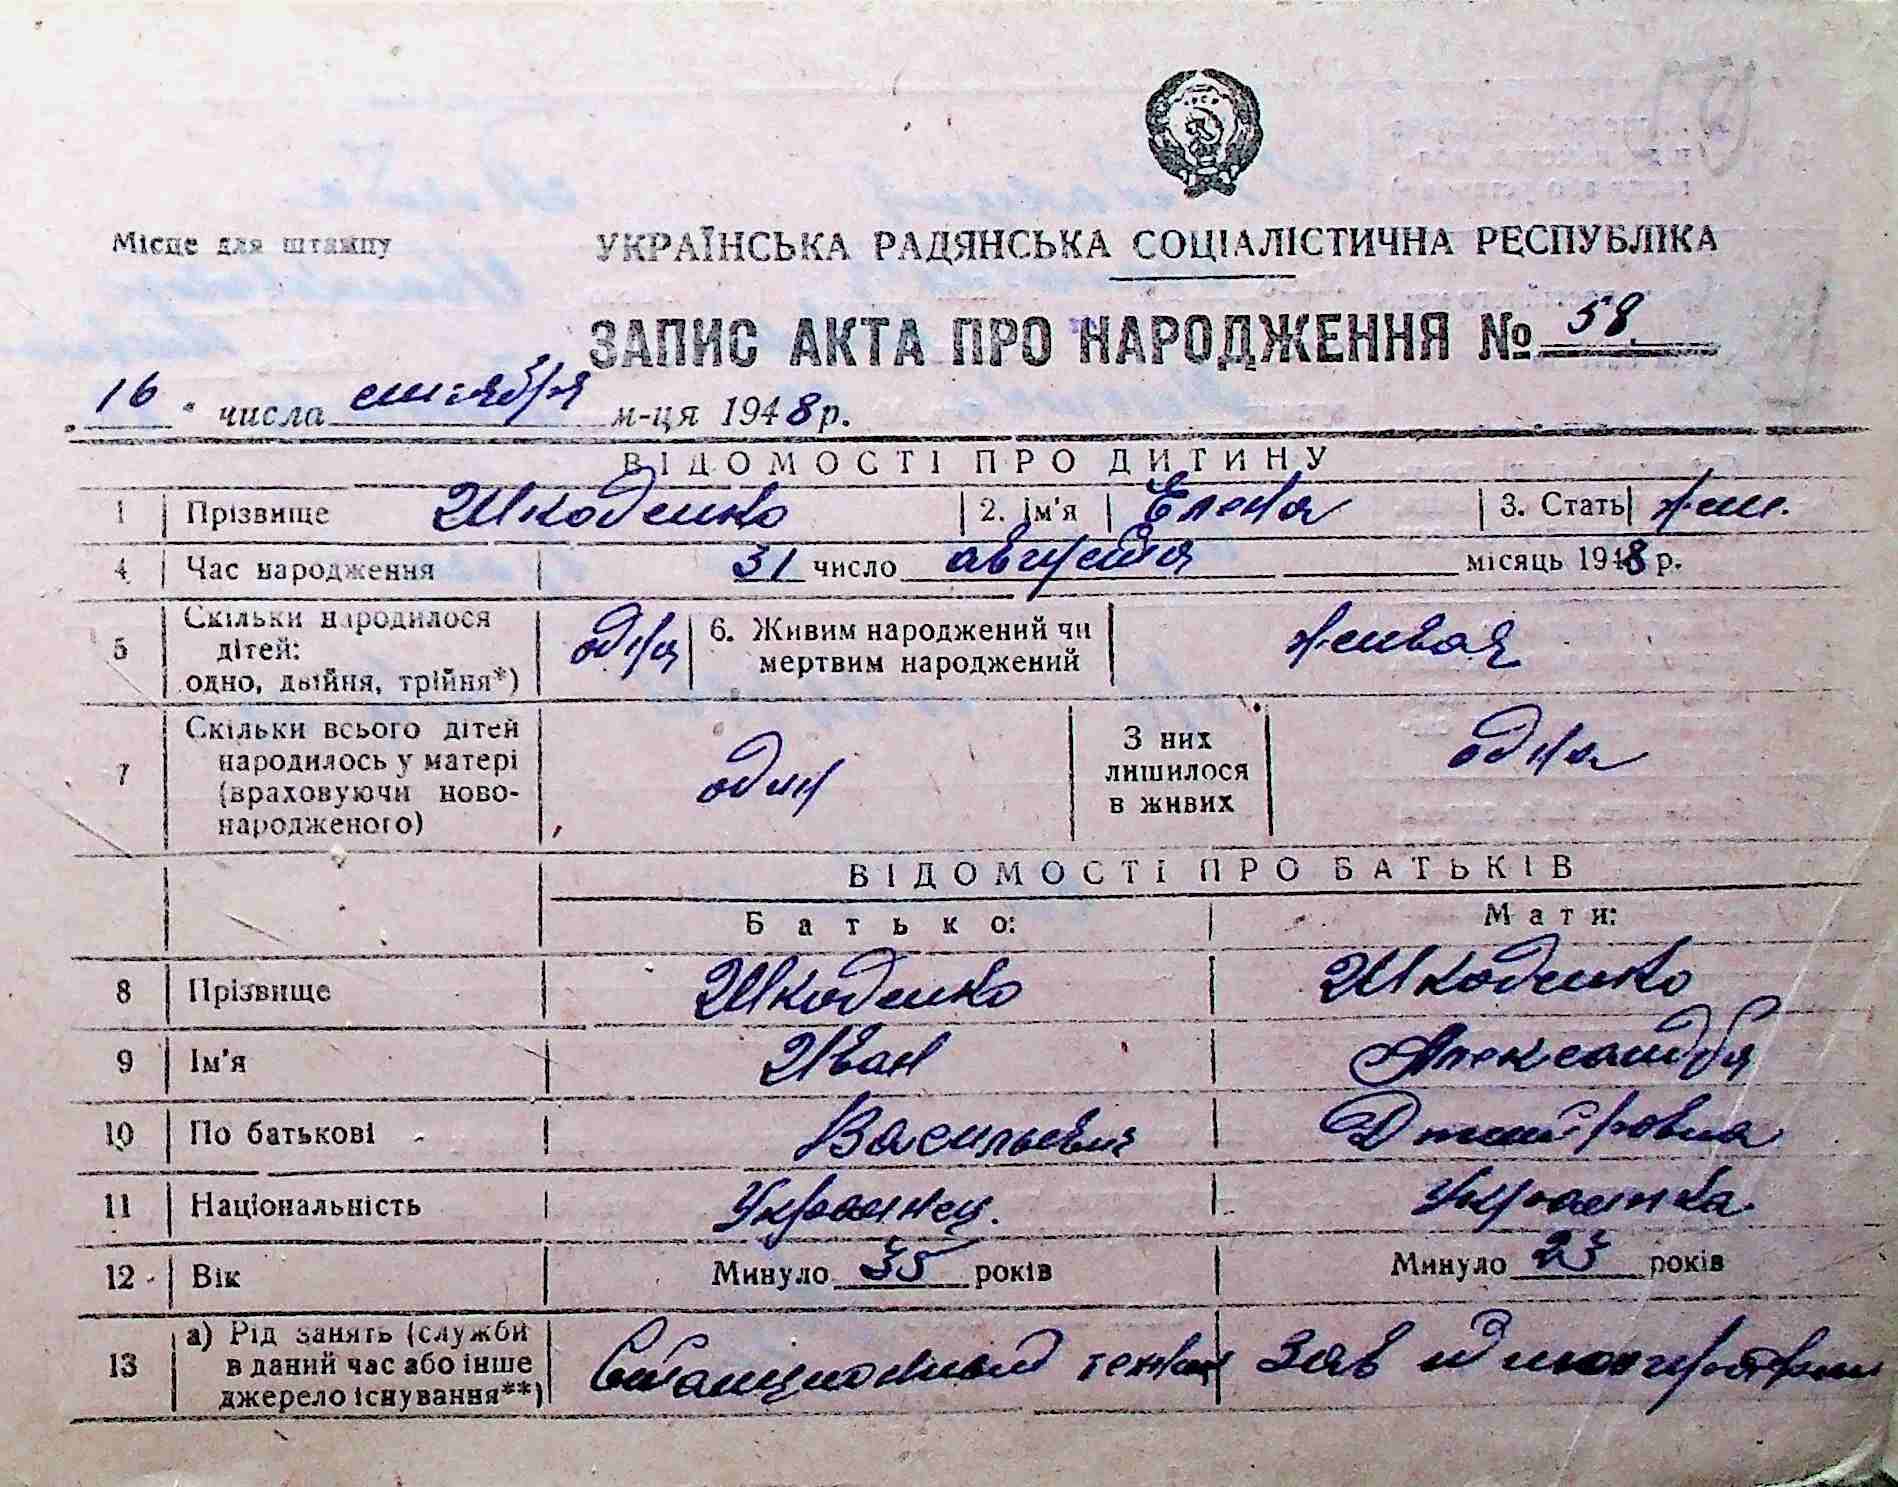 Місце для штампу
УКРАЇНСЬКА РАДЯНСЬКА СОЦІАЛІСТИЧНА РЕСПУБЛІКА
ЗАПИС АКТА ПРО НАРОДЖЕННЯ № 58.
16 " числа сентября м-ця 1948 р.
ВІДОМОСТІ ПРО ДИТИНУ
1 Прізвище Шкоденко 2. Ім'я Елена 3. Стать жен.
4 Час народження 31 число августа місяць 1948 р.
5 Скільки народилося дітей: одно, двійня, трійня*) одна 6. Живим народжений чи мертвим народжений живая
7 Скільки всього дітей народилось у матері (враховуючи новонародженого) один З них лишилося в живих одна
ВІДОМОСТІ ПРО БАТЬКІВ
Батько: Мати:
8 Прізвище Шкоденко Шкоденко
9 Ім'я Иван Александра
10 По батькові Васильевич Дмитровна
11 Національність Украинец. Украинка.
12 Вік Минуло 35 років Минуло 23 років
13 а) Рід занять (служби в даний час або інше джерело існування**) Зав